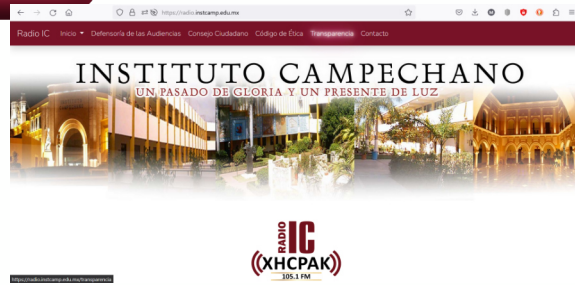 https://radio.instcamp.edu.mx
Radio IC Inicio Defensoría de las Audiencias Consejo Ciudadano Código de Ética Transparencia Contacto
INSTITUTO CAMPECHANO
UN PASADO DE GLORIA Y UN PRESENTE DE LUZ
RADIO IC
((XHCPAK))
105.1 FM
https://radio.instcamp.edu.mx/transparencia